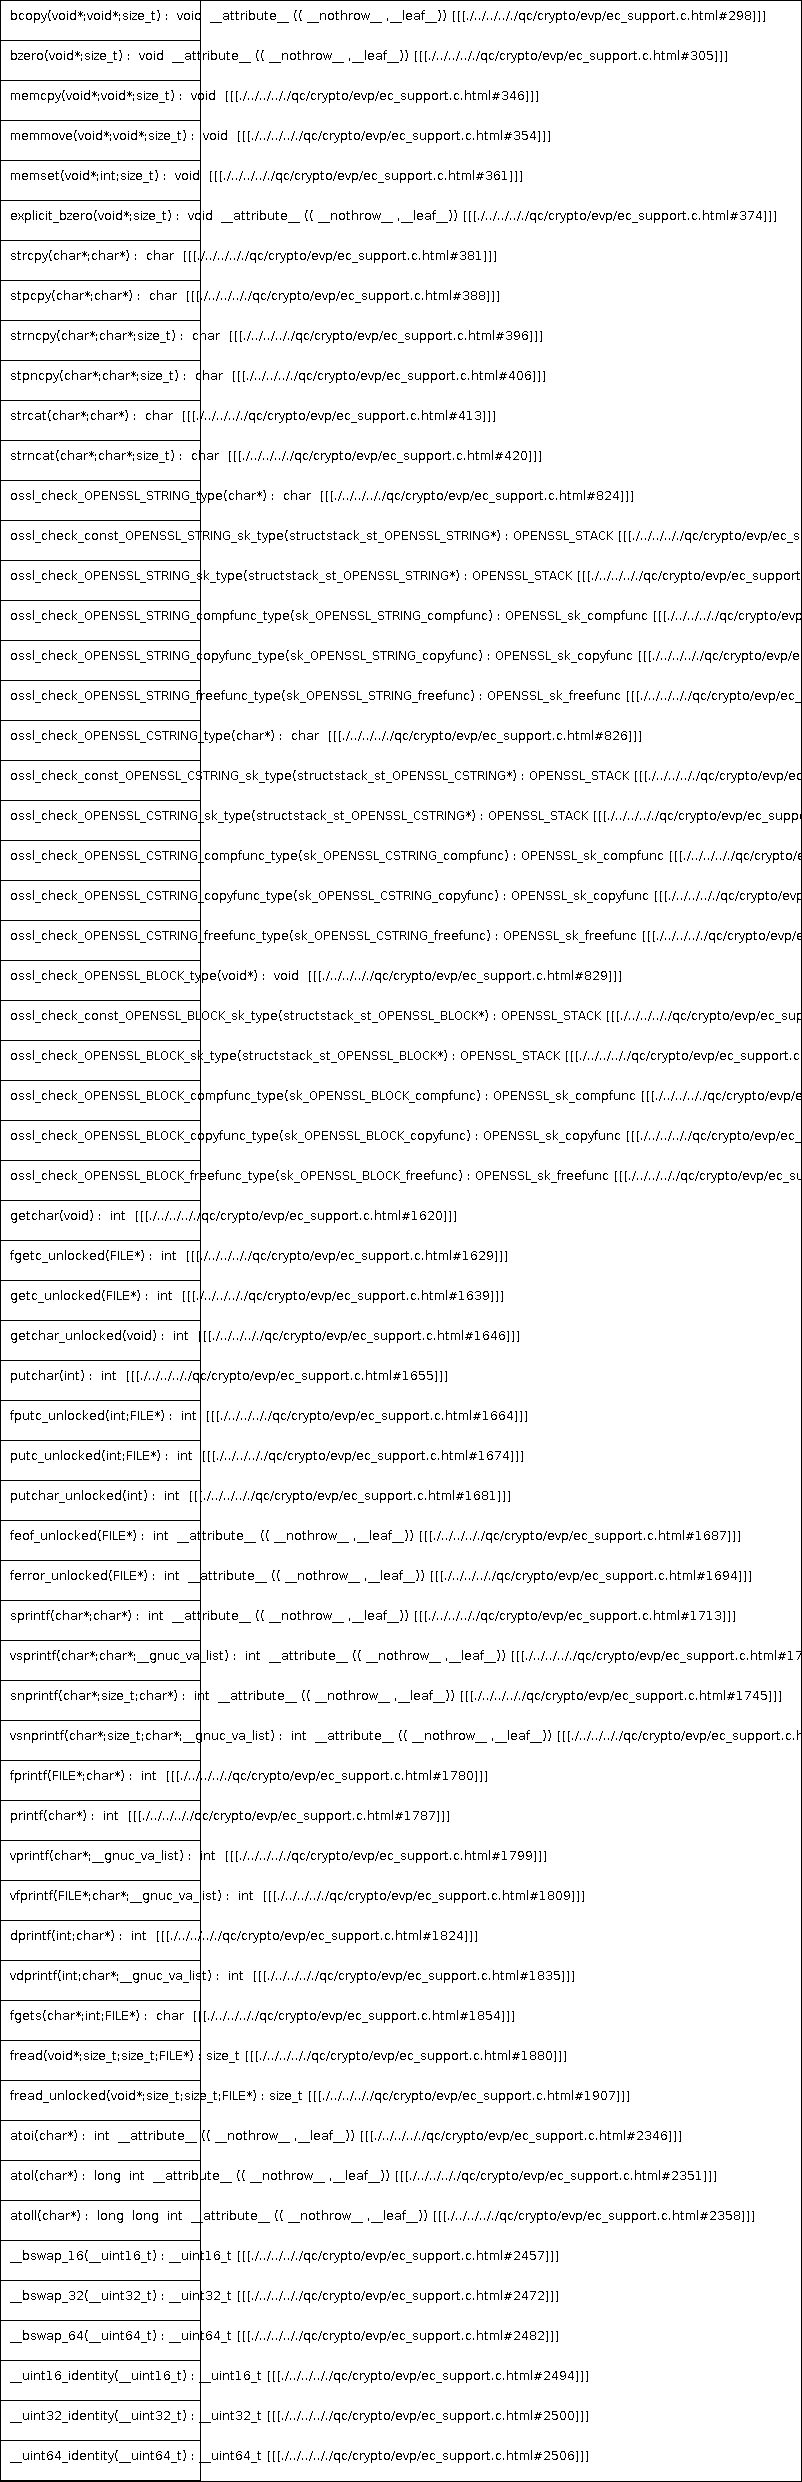 bcopy(void*;void*;size_t) : void __attribute__ (( __nothrow__ ,__leaf__)) [[[./../../.././qc/crypto/evp/ec_support.c.html#298]]]
bzero(void*;size_t) : void __attribute__ (( __nothrow__ ,__leaf__)) [[[./../../.././qc/crypto/evp/ec_support.c.html#305]]]
memcpy(void*;void*;size_t) : void [[[./../../.././qc/crypto/evp/ec_support.c.html#346]]]
memmove(void*;void*;size_t) : void [[[./../../.././qc/crypto/evp/ec_support.c.html#354]]]
memset(void*;int;size_t) : void [[[./../../.././qc/crypto/evp/ec_support.c.html#361]]]
explicit_bzero(void*;size_t) : void __attribute__ (( __nothrow__ ,__leaf__)) [[[./../../.././qc/crypto/evp/ec_support.c.html#374]]]
strcpy(char*;char*) : char [[[./../../.././qc/crypto/evp/ec_support.c.html#381]]]
stpcpy(char*;char*) : char [[[./../../.././qc/crypto/evp/ec_support.c.html#388]]]
strncpy(char*;char*;size_t) : char [[[./../../.././qc/crypto/evp/ec_support.c.html#396]]]
stpncpy(char*;char*;size_t) : char [[[./../../.././qc/crypto/evp/ec_support.c.html#406]]]
strcat(char*;char*) : char [[[./../../.././qc/crypto/evp/ec_support.c.html#413]]]
strncat(char*;char*;size_t) : char [[[./../../.././qc/crypto/evp/ec_support.c.html#420]]]
ossl_check_OPENSSL_STRING_type(char*) : char [[[./../../.././qc/crypto/evp/ec_support.c.html#824]]]
ossl_check_const_OPENSSL_STRING_sk_type(structstack_st_OPENSSL_STRING*) : OPENSSL_STACK [[[./../../.././qc/crypto/evp/ec_s
ossl_check_OPENSSL_STRING_sk_type(structstack_st_OPENSSL_STRING*) : OPENSSL_STACK [[[./../../.././qc/crypto/evp/ec_support
ossl_check_OPENSSL_STRING_compfunc_type(sk_OPENSSL_STRING_compfunc) : OPENSSL_sk_compfunc [[[./../../.././qc/crypto/evp
ossl_check_OPENSSL_STRING_copyfunc_type(sk_OPENSSL_STRING_copyfunc) : OPENSSL_sk_copyfunc [[[./../../.././qc/crypto/evp/e
ossl_check_OPENSSL_STRING_freefunc_type(sk_OPENSSL_STRING_freefunc) : OPENSSL_sk_freefunc [[[./../../.././qc/crypto/evp/ec_
ossl_check_OPENSSL_CSTRING_type(char*) : char [[[./../../.././qc/crypto/evp/ec_support.c.html#826]]]
ossl_check_const_OPENSSL_CSTRING_sk_type(structstack_st_OPENSSL_CSTRING*) : OPENSSL_STACK [[[./../../.././qc/crypto/evp/ec
ossl_check_OPENSSL_CSTRING_sk_type(structstack_st_OPENSSL_CSTRING*) : OPENSSL_STACK [[[./../../.././qc/crypto/evp/ec_supp
ossl_check_OPENSSL_CSTRING_compfunc_type(sk_OPENSSL_CSTRING_compfunc) : OPENSSL_sk_compfunc [[[./../../.././qc/crypto/e
ossl_check_OPENSSL_CSTRING_copyfunc_type(sk_OPENSSL_CSTRING_copyfunc) : OPENSSL_sk_copyfunc [[[./../../.././qc/crypto/evp
ossl_check_OPENSSL_CSTRING_freefunc_type(sk_OPENSSL_CSTRING_freefunc) : OPENSSL_sk_freefunc [[[./../../.././qc/crypto/evp/e
ossl_check_OPENSSL_BLOCK_type(void*) : void [[[./../../.././qc/crypto/evp/ec_support.c.html#829]]]
ossl_check_const_OPENSSL_BLOCK_sk_type(structstack_st_OPENSSL_BLOCK*) : OPENSSL_STACK [[[./../../.././qc/crypto/evp/ec_sup
ossl_check_OPENSSL_BLOCK_sk_type(structstack_st_OPENSSL_BLOCK*) : OPENSSL_STACK [[[./../../.././qc/crypto/evp/ec_support.c
ossl_check_OPENSSL_BLOCK_compfunc_type(sk_OPENSSL_BLOCK_compfunc) : OPENSSL_sk_compfunc [[[./../../.././qc/crypto/evp/e
ossl_check_OPENSSL_BLOCK_copyfunc_type(sk_OPENSSL_BLOCK_copyfunc) : OPENSSL_sk_copyfunc [[[./../../.././qc/crypto/evp/ec_
ossl_check_OPENSSL_BLOCK_freefunc_type(sk_OPENSSL_BLOCK_freefunc) : OPENSSL_sk_freefunc [[[./../../.././qc/crypto/evp/ec_su
getchar(void) : int [[[./../../.././qc/crypto/evp/ec_support.c.html#1620]]]
fgetc_unlocked(FILE*) : int [[[./../../.././qc/crypto/evp/ec_support.c.html#1629]]]
getc_unlocked(FILE*) : int [[[./../../.././qc/crypto/evp/ec_support.c.html#1639]]]
getchar_unlocked(void) : int [[[./../../.././qc/crypto/evp/ec_support.c.html#1646]]]
putchar(int) : int [[[./../../.././qc/crypto/evp/ec_support.c.html#1655]]]
fputc_unlocked(int;FILE*) : int [[[./../../.././qc/crypto/evp/ec_support.c.html#1664]]]
putc_unlocked(int;FILE*) : int [[[./../../.././qc/crypto/evp/ec_support.c.html#1674]]]
putchar_unlocked(int) : int [[[./../../.././qc/crypto/evp/ec_support.c.html#1681]]]
feof_unlocked(FILE*) : int __attribute__ (( __nothrow__ ,__leaf__)) [[[./../../.././qc/crypto/evp/ec_support.c.html#1687]]]
ferror_unlocked(FILE*) : int __attribute__ (( __nothrow__ ,__leaf__)) [[[./../../.././qc/crypto/evp/ec_support.c.html#1694]]]
sprintf(char*;char*) : int __attribute__ (( __nothrow__ ,__leaf__)) [[[./../../.././qc/crypto/evp/ec_support.c.html#1713]]]
vsprintf(char*;char*;__gnuc_va_list) : int __attribute__ (( __nothrow__ ,__leaf__)) [[[./../../.././qc/crypto/evp/ec_support.c.html#17
snprintf(char*;size_t;char*) : int __attribute__ (( __nothrow__ ,__leaf__)) [[[./../../.././qc/crypto/evp/ec_support.c.html#1745]]]
vsnprintf(char*;size_t;char*;__gnuc_va_list) : int __attribute__ (( __nothrow__ ,__leaf__)) [[[./../../.././qc/crypto/evp/ec_support.c.h
fprintf(FILE*;char*) : int [[[./../../.././qc/crypto/evp/ec_support.c.html#1780]]]
printf(char*) : int [[[./../../.././qc/crypto/evp/ec_support.c.html#1787]]]
vprintf(char*;__gnuc_va_list) : int [[[./../../.././qc/crypto/evp/ec_support.c.html#1799]]]
vfprintf(FILE*;char*;__gnuc_va_list) : int [[[./../../.././qc/crypto/evp/ec_support.c.html#1809]]]
dprintf(int;char*) : int [[[./../../.././qc/crypto/evp/ec_support.c.html#1824]]]
vdprintf(int;char*;__gnuc_va_list) : int [[[./../../.././qc/crypto/evp/ec_support.c.html#1835]]]
fgets(char*;int;FILE*) : char [[[./../../.././qc/crypto/evp/ec_support.c.html#1854]]]
fread(void*;size_t;size_t;FILE*) : size_t [[[./../../.././qc/crypto/evp/ec_support.c.html#1880]]]
fread_unlocked(void*;size_t;size_t;FILE*) : size_t [[[./../../.././qc/crypto/evp/ec_support.c.html#1907]]]
atoi(char*) : int __attribute__ (( __nothrow__ ,__leaf__)) [[[./../../.././qc/crypto/evp/ec_support.c.html#2346]]]
atol(char*) : long int __attribute__ (( __nothrow__ ,__leaf__)) [[[./../../.././qc/crypto/evp/ec_support.c.html#2351]]]
atoll(char*) : long long int __attribute__ (( __nothrow__ ,__leaf__)) [[[./../../.././qc/crypto/evp/ec_support.c.html#2358]]]
__bswap_16(__uint16_t) : __uint16_t [[[./../../.././qc/crypto/evp/ec_support.c.html#2457]]]
__bswap_32(__uint32_t) : __uint32_t [[[./../../.././qc/crypto/evp/ec_support.c.html#2472]]]
__bswap_64(__uint64_t) : __uint64_t [[[./../../.././qc/crypto/evp/ec_support.c.html#2482]]]
__uint16_identity(__uint16_t) : __uint16_t [[[./../../.././qc/crypto/evp/ec_support.c.html#2494]]]
__uint32_identity(__uint32_t) : __uint32_t [[[./../../.././qc/crypto/evp/ec_support.c.html#2500]]]
__uint64_identity(__uint64_t) : __uint64_t [[[./../../.././qc/crypto/evp/ec_support.c.html#2506]]]